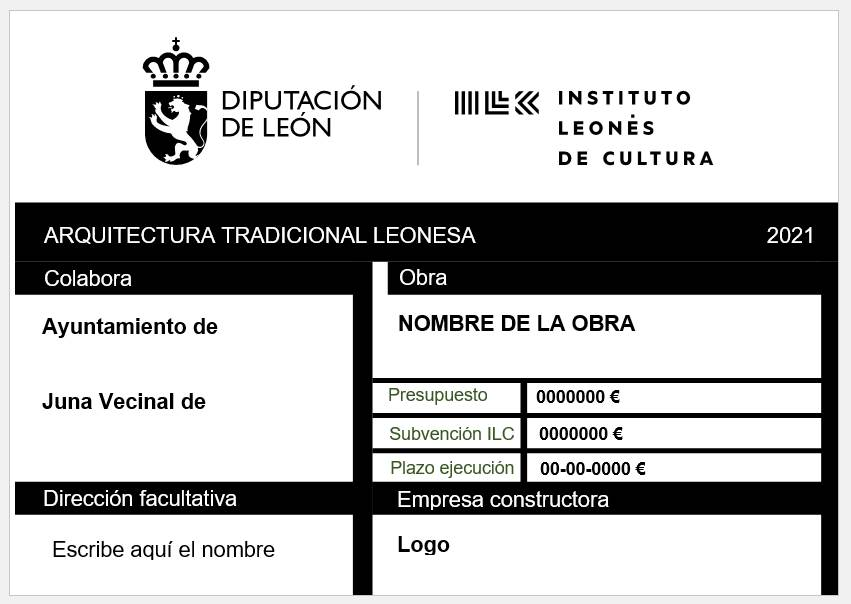 DIPUTACIÓN
DE LEÓN
INSTITUTO
LEONÉS
DE CULTURA
ARQUITECTURA TRADICIONAL LEONESA 2021
Colabora
Ayuntamiento de
Juna Vecinal de
Obra
NOMBRE DE LA OBRA
Presupuesto 0000000 €
Subvención ILC 0000000 €
Plazo ejecución 00-00-0000 €
Dirección facultativa
Escribe aquí el nombre
Empresa constructora
Logo